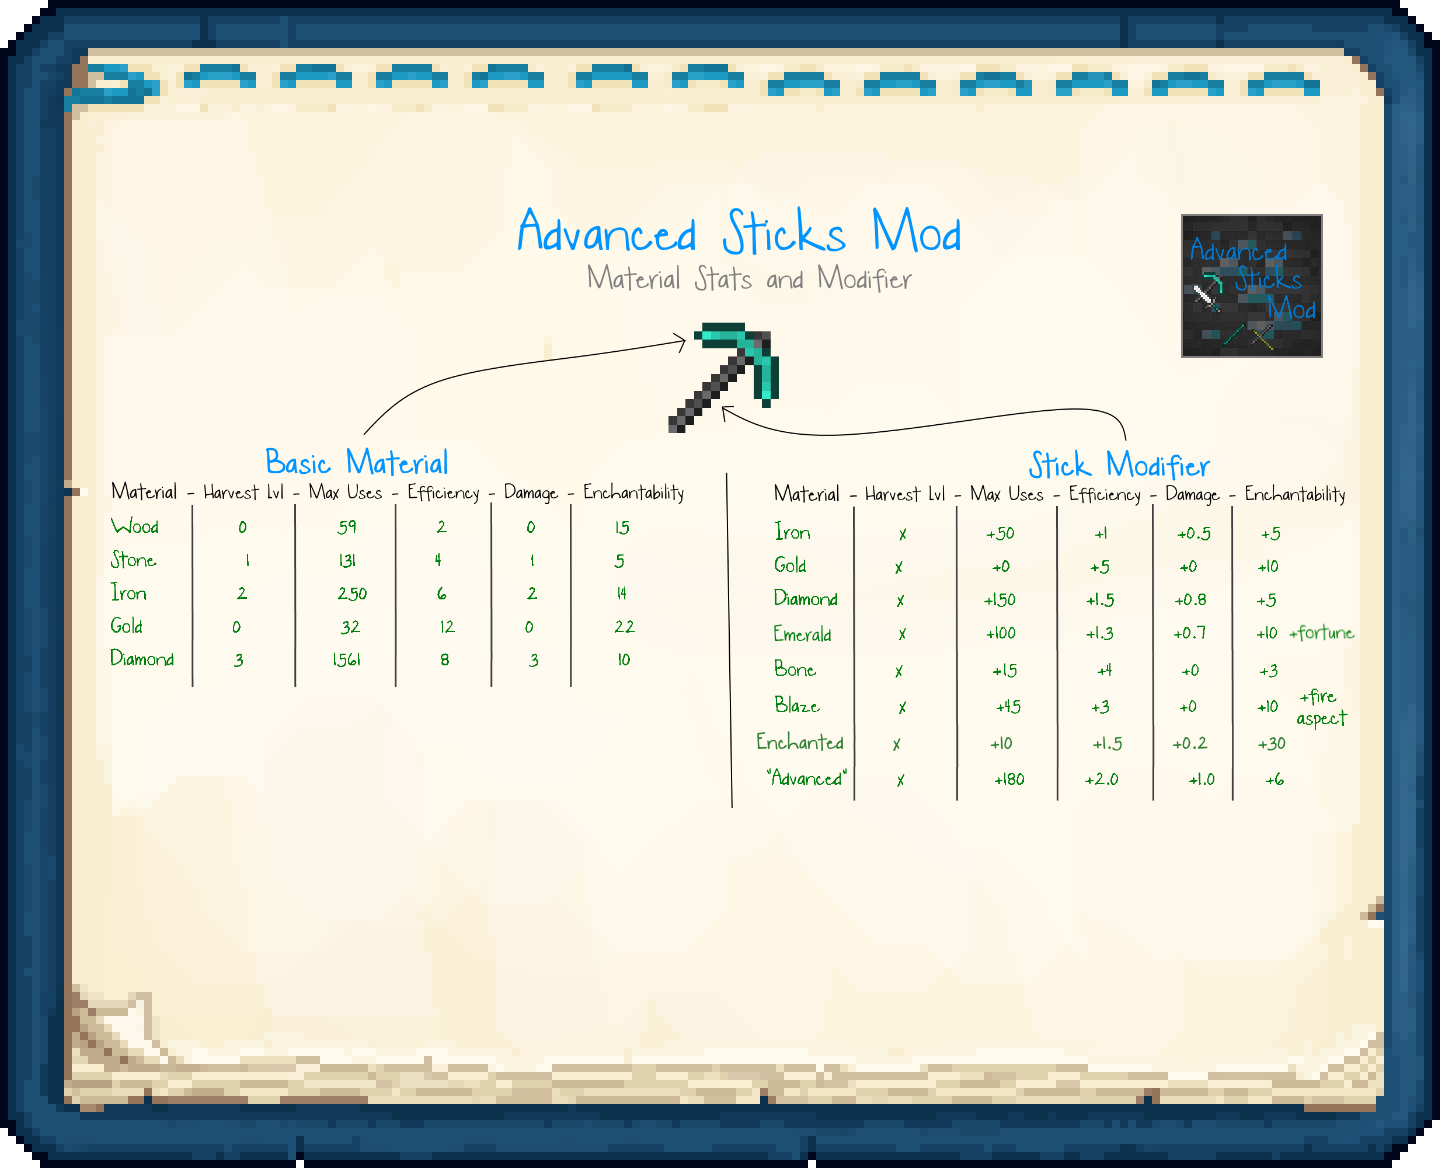 Advanced Sticks Mod
Material Stats and Modifier
Advanced
Sticks
Mod
Basic Material
Material - Harvest Lvl - Max Uses - Efficiency - Damage - Enchantability
Wood 0 59 2 0 15
Stone 1 131 4 1 5
Iron 2 250 6 2 14
Gold 0 32 12 0 22
Diamond 3 1561 8 3 10
Stick Modifier
Material - Harvest Lvl - Max Uses - Efficiency - Damage - Enchantability
Iron x +50 +1 +0.5 +5
Gold x +0 +5 +0 +10
Diamond x +150 +1.5 +0.8 +5
Emerald x +100 +1.3 +0.7 +10 +fortune
Bone x +15 +4 +0 +3
Blaze x +45 +3 +0 +10 +fire
aspect
Enchanted x +10 +1.5 +0.2 +30
"Advanced" x +180 +2.0 +1.0 +6